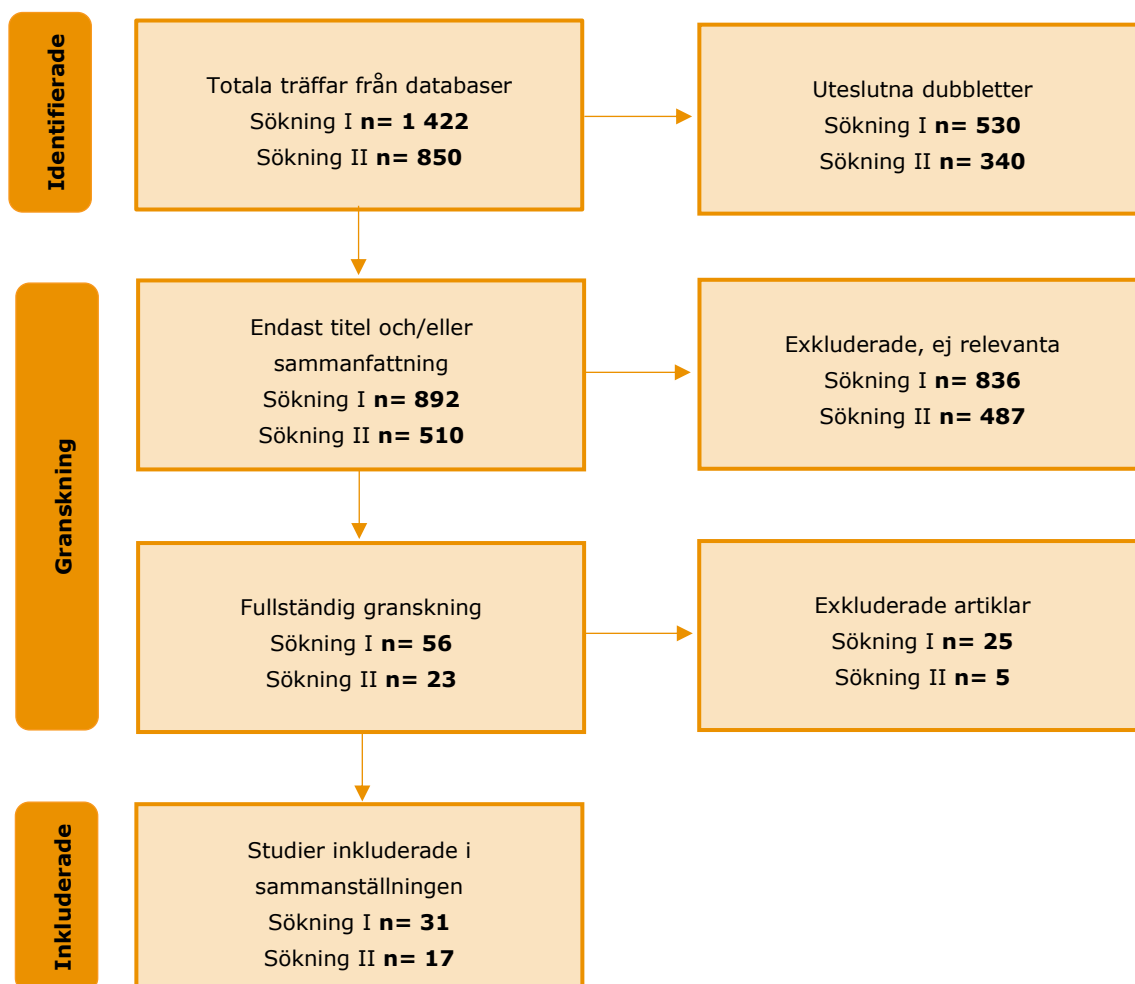 Identifierade
Totala träffar från databaser
Sökning I n= 1 422
Sökning II n= 850
Uteslutna dubbletter
Sökning I n= 530
Sökning II n= 340
Granskning
Endast titel och/eller
sammanfattning
Sökning I n= 892
Sökning II n= 510
Exkluderade, ej relevanta
Sökning I n= 836
Sökning II n= 487
Fullständig granskning
Sökning I n= 56
Sökning II n= 23
Exkluderade artiklar
Sökning I n= 25
Sökning II n= 5
Inkluderade
Studier inkluderade i
sammanställningen
Sökning I n= 31
Sökning II n= 17